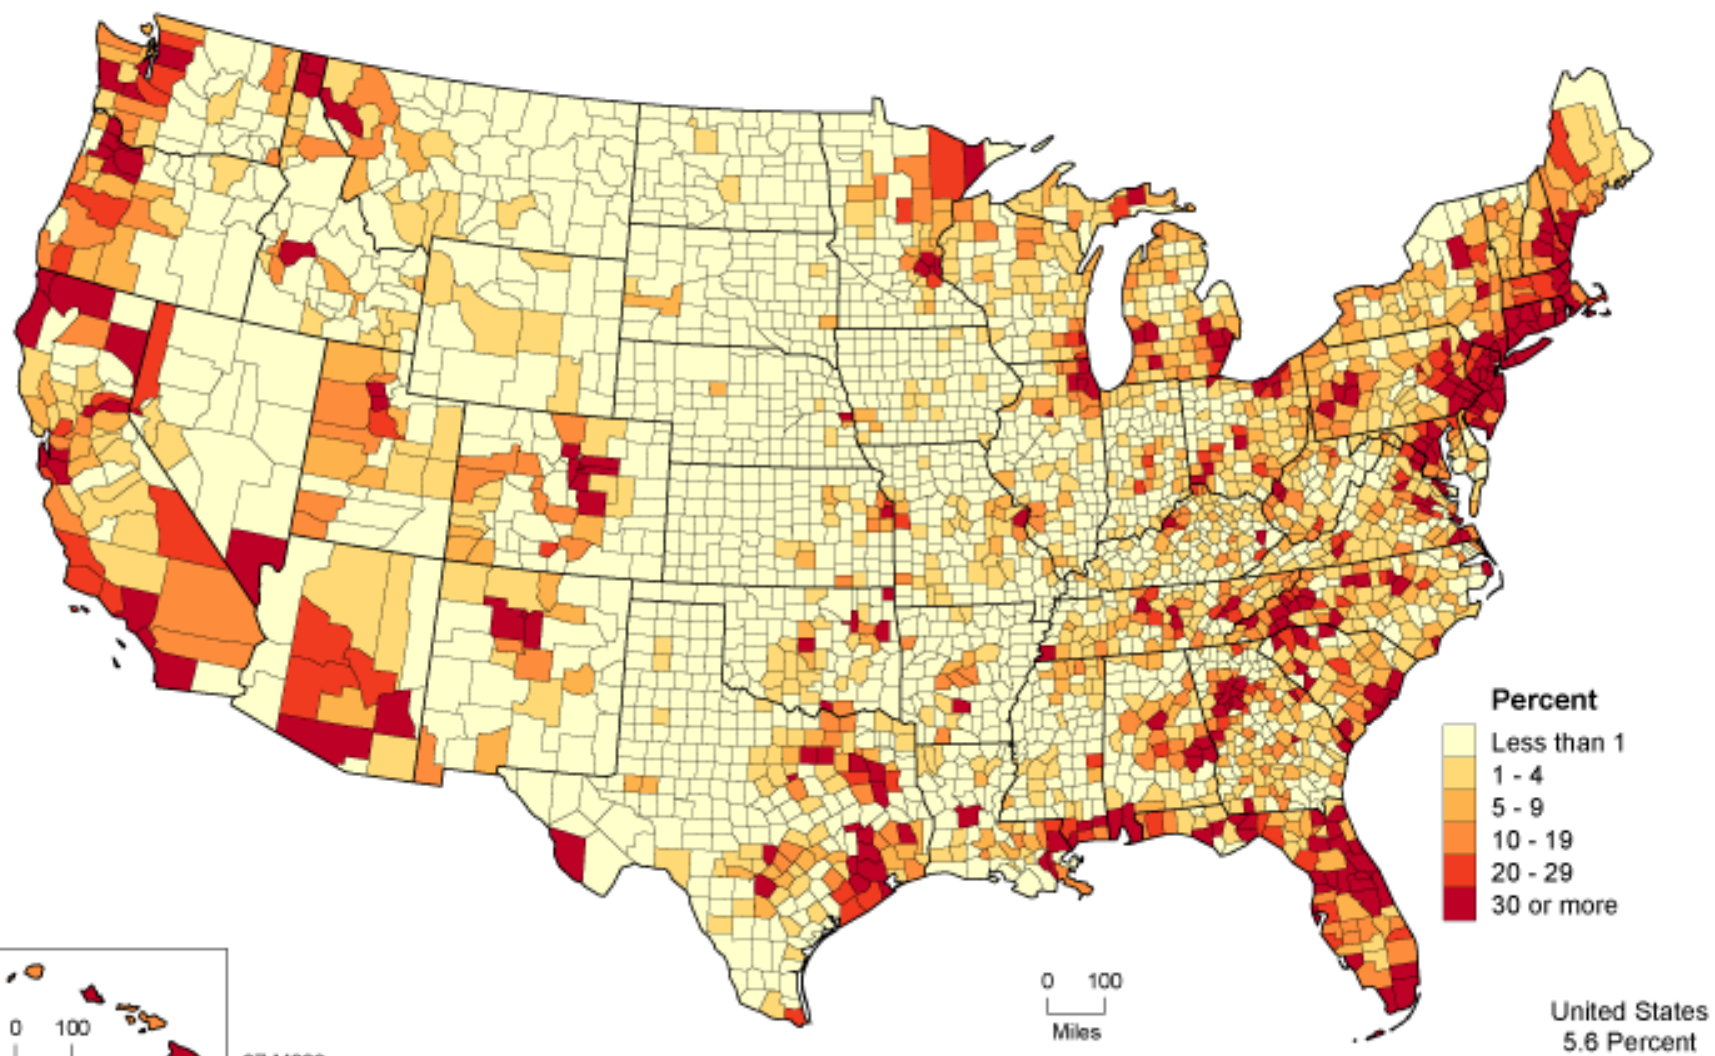 Percent
Less than 1
1 - 4
5 - 9
10 - 19
20 - 29
30 or more
0 100
Miles
United States
5.6 Percent
0 100